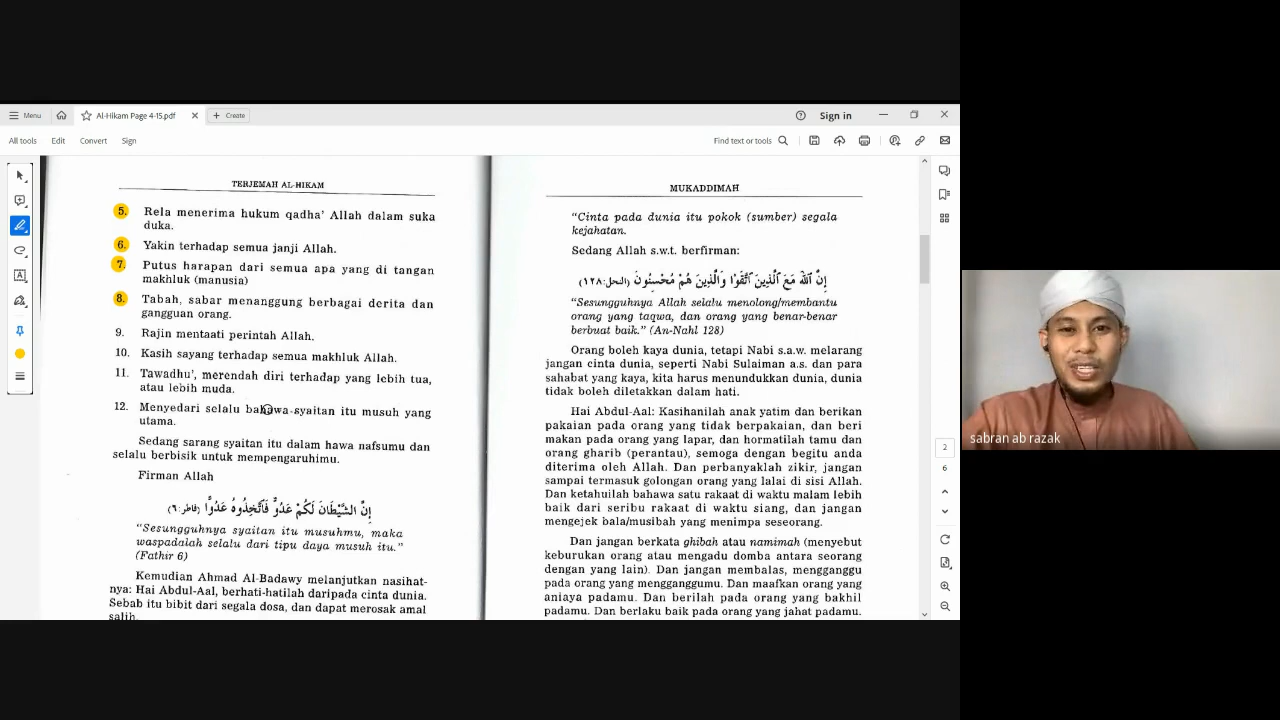 Menu
Al-Hikam Page 4-15.pdf
Create
Sign in
All tools
Edit
Convert
Sign
Find text or tools
TERJEMAH AL-HIKAM
5. Rela menerima hukum qadha' Allah dalam suka
duka.
6. Yakin terhadap semua janji Allah.
7. Putus harapan dari semua apa yang di tangan
makhluk (manusia)
8. Tabah, sabar menanggung berbagai derita dan
gangguan orang.
9. Rajin mentaati perintah Allah.
10. Kasih sayang terhadap semua makhluk Allah.
11. Tawadhu', merendah diri terhadap yang lebih tua,
atau lebih muda.
12. Menyedari selalu bahawa syaitan itu musuh yang
utama.
Sedang sarang syaitan itu dalam hawa nafsumu dan
selalu berbisik untuk mempengaruhimu.
Firman Allah
إِنَّ الشَّيْطَانَ لَكُمْ عَدُوٌّ فَاتَّخِذُوهُ عَدُوًّا (فاطر:٦)
"Sesungguhnya syaitan itu musuhmu, maka
waspadalah selalu dari tipu daya musuh itu."
(Fathir 6)
Kemudian Ahmad Al-Badawy melanjutkan nasihat-
nya: Hai Abdul-Aal, berhati-hatilah daripada cinta dunia.
Sebab itu bibit dari segala dosa, dan dapat merosak amal
salih.
MUKADDIMAH
"Cinta pada dunia itu pokok (sumber) segala
kejahatan.
Sedang Allah s.w.t. berfirman:
إِنَّ اللهَ مَعَ ٱلَّذِينَ ٱتَّقَوْا وَالَّذِينَ هُمْ مُحْسِنُونَ (النحل:١٢٨)
"Sesungguhnya Allah selalu menolong/membantu
orang yang taqwa, dan orang yang benar-benar
berbuat baik." (An-Nahl 128)
Orang boleh kaya dunia, tetapi Nabi s.a.w. melarang
jangan cinta dunia, seperti Nabi Sulaiman a.s. dan para
sahabat yang kaya, kita harus menundukkan dunia, dunia
tidak boleh diletakkan dalam hati.
Hai Abdul-Aal: Kasihanilah anak yatim dan berikan
pakaian pada orang yang tidak berpakaian, dan beri
makan pada orang yang lapar, dan hormatilah tamu dan
orang gharib (perantau), semoga dengan begitu anda
diterima oleh Allah. Dan perbanyaklah zikir, jangan
sampai termasuk golongan orang yang lalai di sisi Allah.
Dan ketahuilah bahawa satu rakaat di waktu malam lebih
baik dari seribu rakaat di waktu siang, dan jangan
mengejek bala/musibah yang menimpa seseorang.
Dan jangan berkata ghibah atau namimah (menyebut
keburukan orang atau mengadu domba antara seorang
dengan yang lain). Dan jangan membalas, mengganggu
pada orang yang mengganggumu. Dan maafkan orang yang
aniaya padamu. Dan berilah pada orang yang bakhil
padamu. Dan berlaku baik pada orang yang jahat padamu.
2
6
sabran ab razak